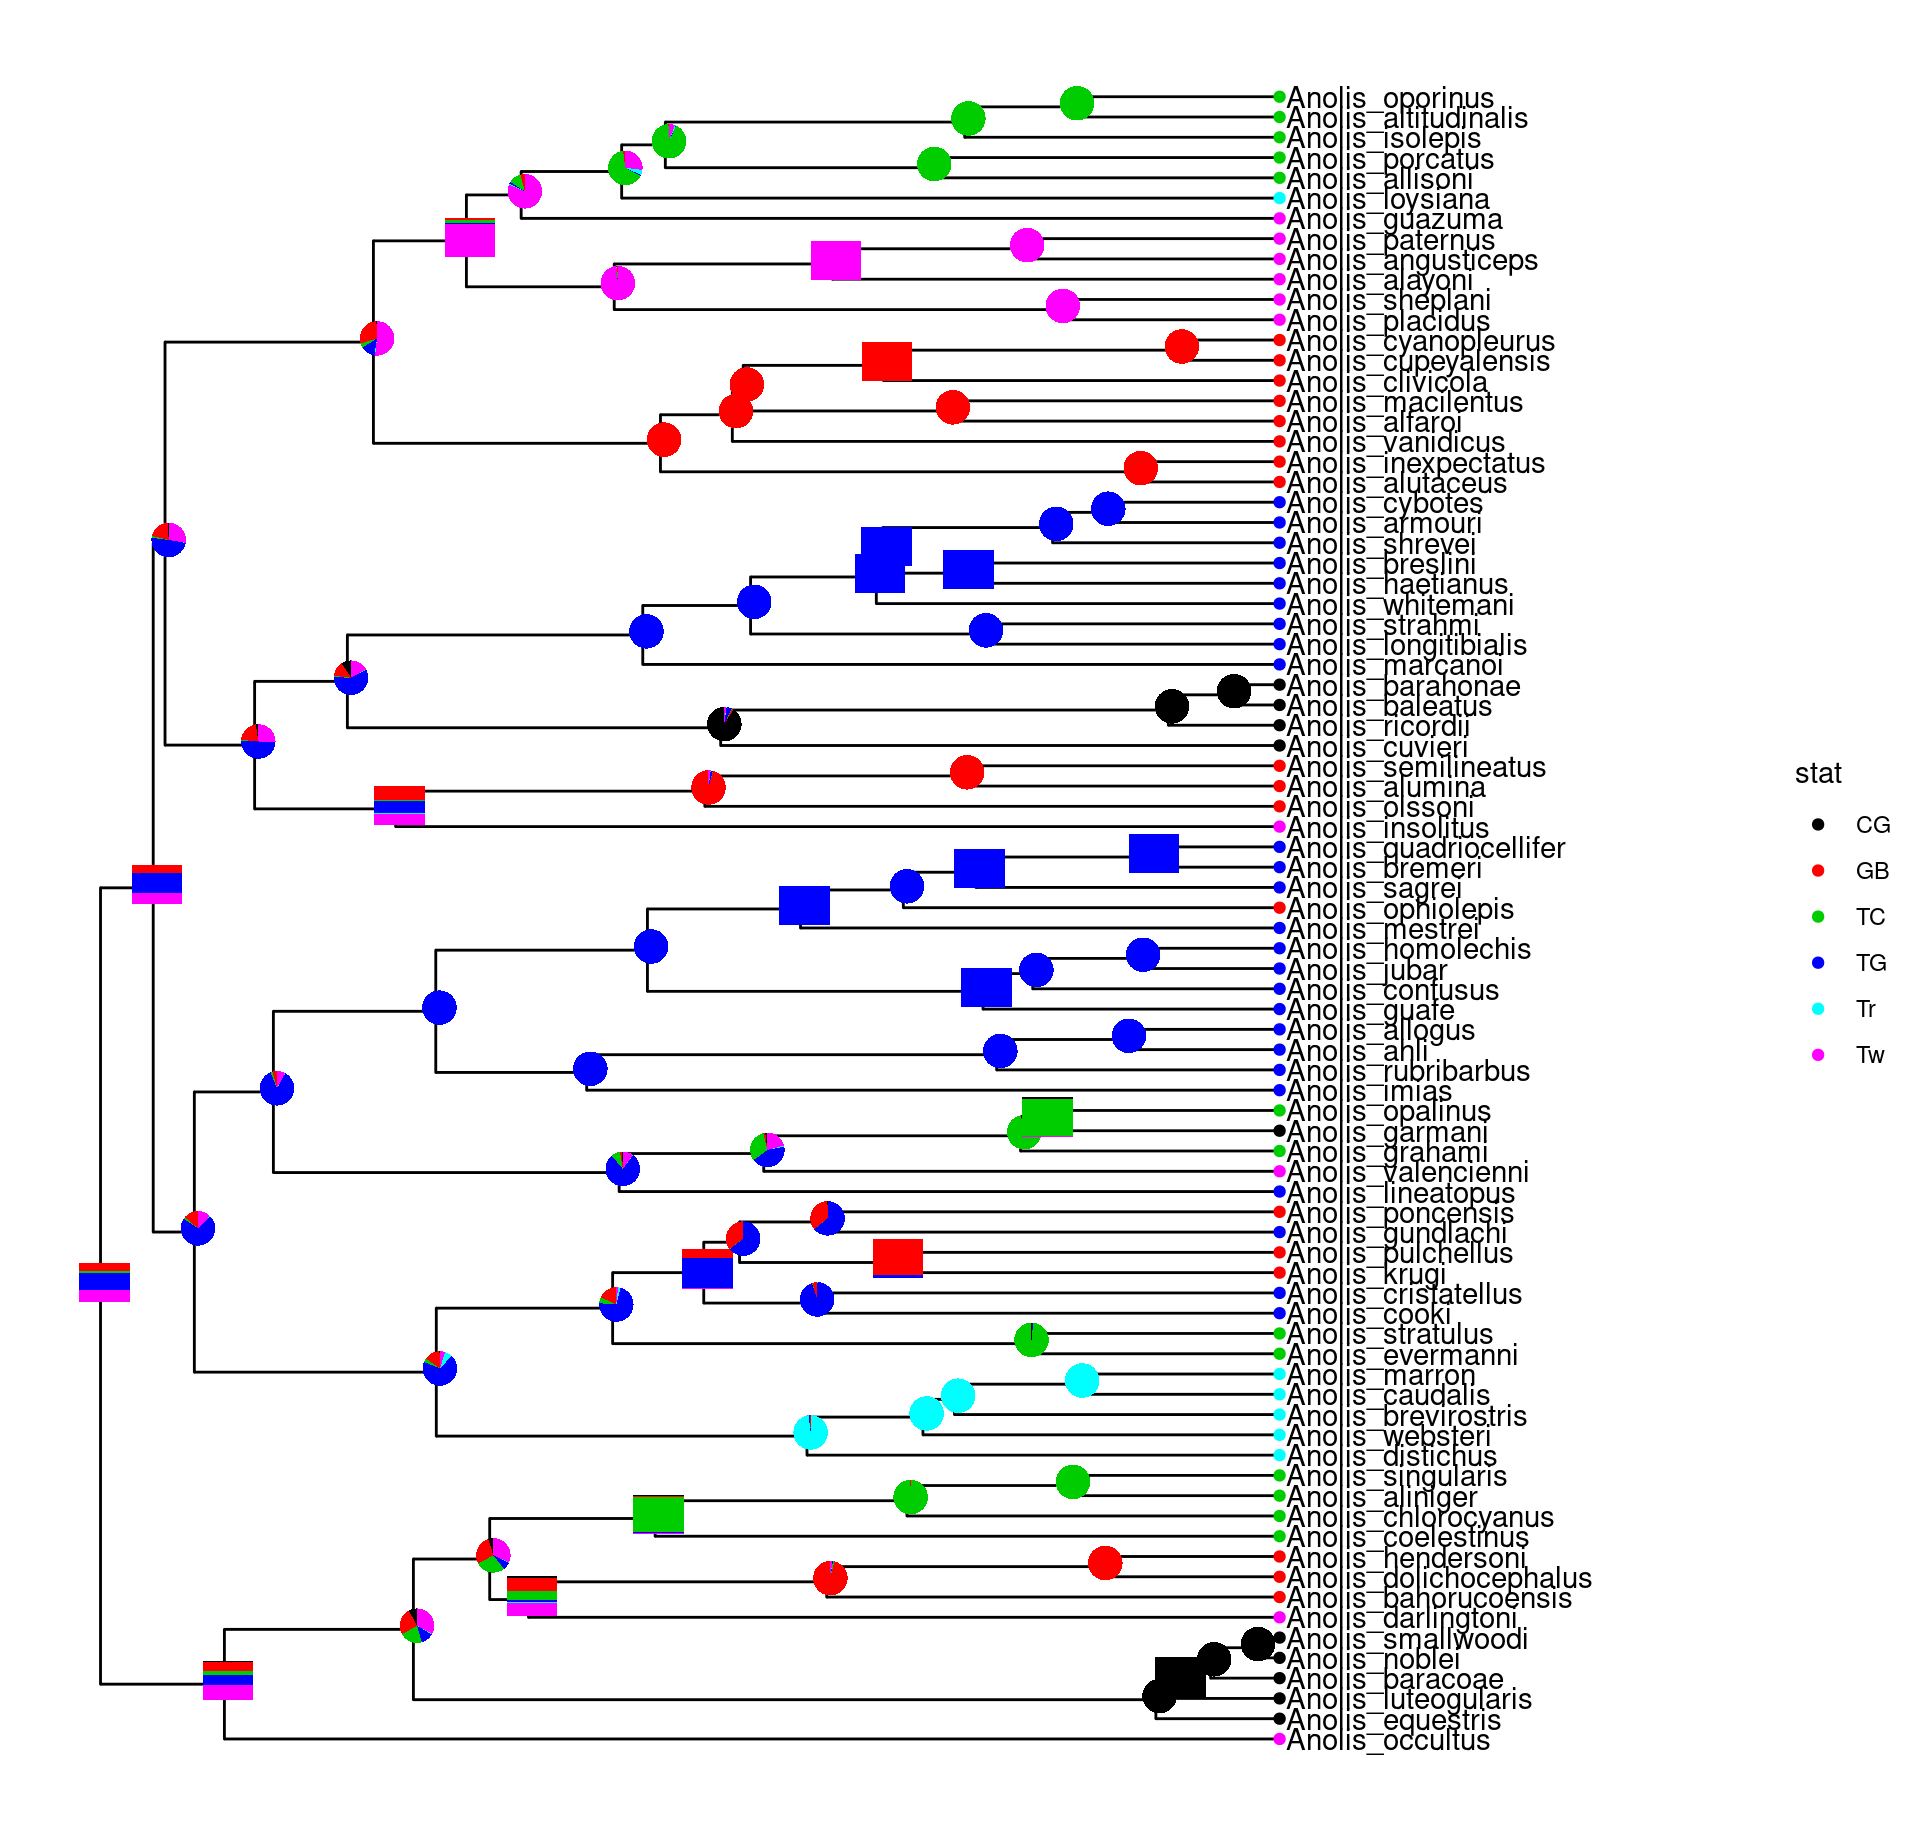 Anolis_oporinus
Anolis_altitudinalis
Anolis_isolepis
Anolis_porcatus
Anolis_allisoni
Anolis_loysiana
Anolis_guazuma
Anolis_paternus
Anolis_angusticeps
Anolis_alayoni
Anolis_sheplani
Anolis_placidus
Anolis_cyanopleurus
Anolis_cupeyalensis
Anolis_clivicola
Anolis_macilentus
Anolis_alfaroi
Anolis_vanidicus
Anolis_inexpectatus
Anolis_alutaceus
Anolis_cybotes
Anolis_armouri
Anolis_shrevei
Anolis_breslini
Anolis_haetianus
Anolis_whitemani
Anolis_strahmi
Anolis_longitibialis
Anolis_marcanoi
Anolis_barahonae
Anolis_baleatus
Anolis_ricordii
Anolis_cuvieri
Anolis_semilineatus
Anolis_alumina
Anolis_olssoni
Anolis_insolitus
Anolis_quadriocellifer
Anolis_bremeri
Anolis_sagrei
Anolis_ophiolepis
Anolis_mestrei
Anolis_homolechis
Anolis_jubar
Anolis_confusus
Anolis_guafe
Anolis_allogus
Anolis_ahli
Anolis_rubribarbus
Anolis_imias
Anolis_opalinus
Anolis_garmani
Anolis_grahami
Anolis_valencienni
Anolis_lineatopus
Anolis_poncensis
Anolis_gundlachi
Anolis_pulchellus
Anolis_krugi
Anolis_cristatellus
Anolis_cooki
Anolis_stratulus
Anolis_evermanni
Anolis_marron
Anolis_caudalis
Anolis_brevirostris
Anolis_websteri
Anolis_distichus
Anolis_singularis
Anolis_aliniger
Anolis_chlorocyanus
Anolis_coelestinus
Anolis_hendersoni
Anolis_dolichocephalus
Anolis_bahorucoensis
Anolis_darlingtoni
Anolis_smallwoodi
Anolis_noblei
Anolis_baracoae
Anolis_luteogularis
Anolis_equestris
Anolis_occultus
stat
CG
GB
TC
TG
Tr
Tw